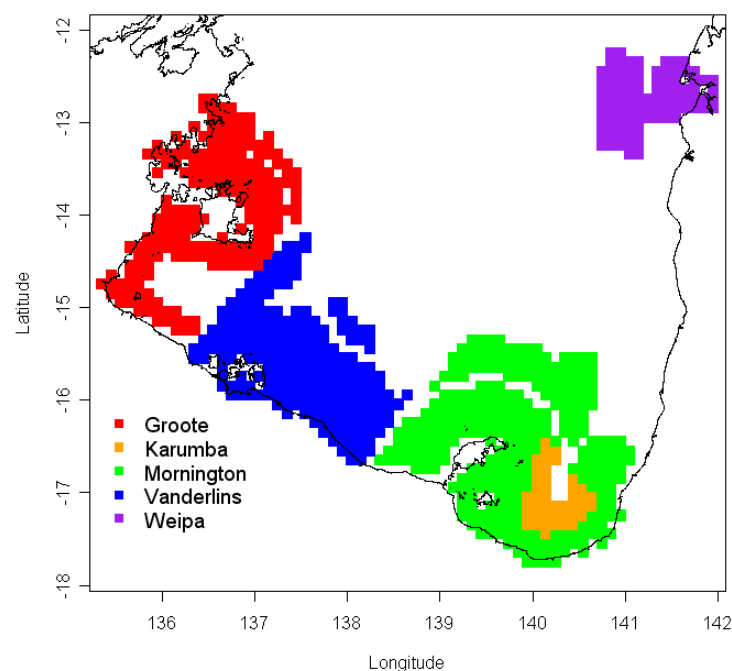 -12
-13
-14
-15
-16
-17
-18
Latitude
Groote
Karumba
Mornington
Vanderlins
Weipa
136 137 138 139 140 141 142
Longitude